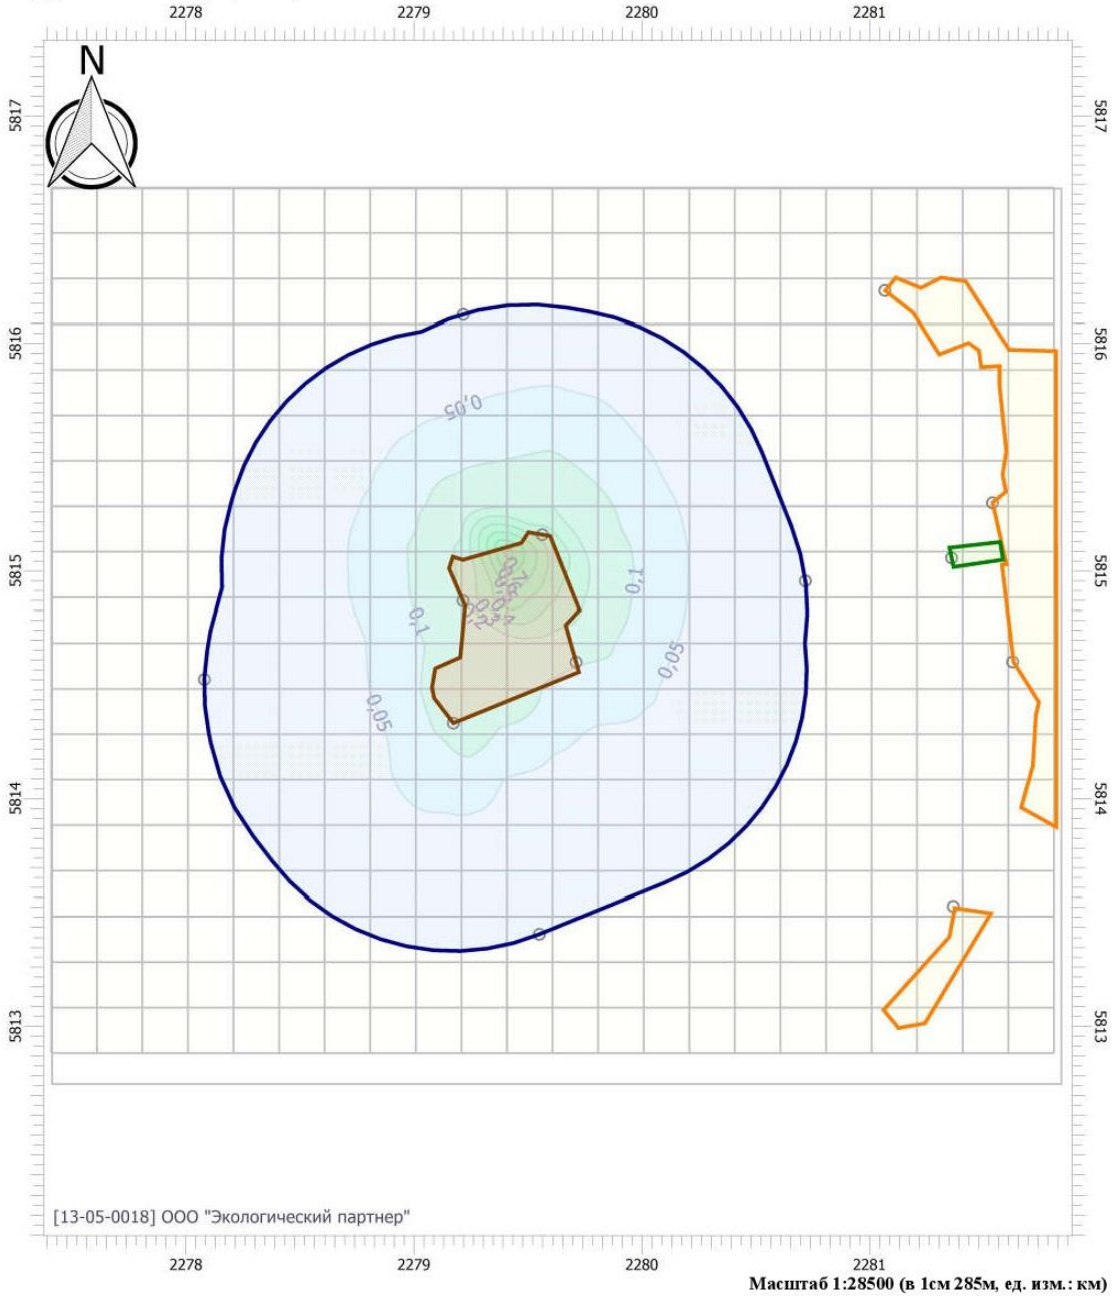 2278 2279 2280 2281
N
5817 5817
5816 5816
0,05
5815 5815
0,7
0,1
0,1
0,05
0,05
5814 5814
5813 5813
[13-05-0018] ООО "Экологический партнер"
2278 2279 2280 2281
Масштаб 1:28500 (в 1см 285м, ед. изм.: км)